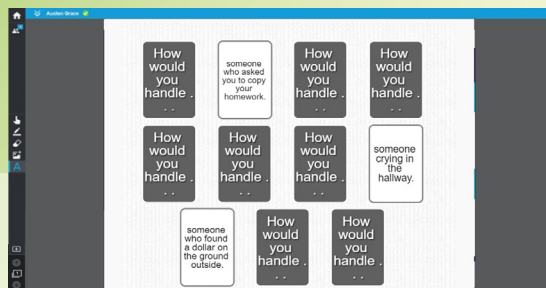 Austen Grace
How
would
you
handle .
. .
someone
who asked
you to copy
your
homework.
How
would
you
handle .
. .
How
would
you
handle .
. .
How
would
you
handle .
. .
How
would
you
handle .
. .
How
would
you
handle .
. .
someone
crying in
the
hallway.
someone
who found
a dollar on
the ground
outside.
How
would
you
handle .
. .
How
would
you
handle .
. .